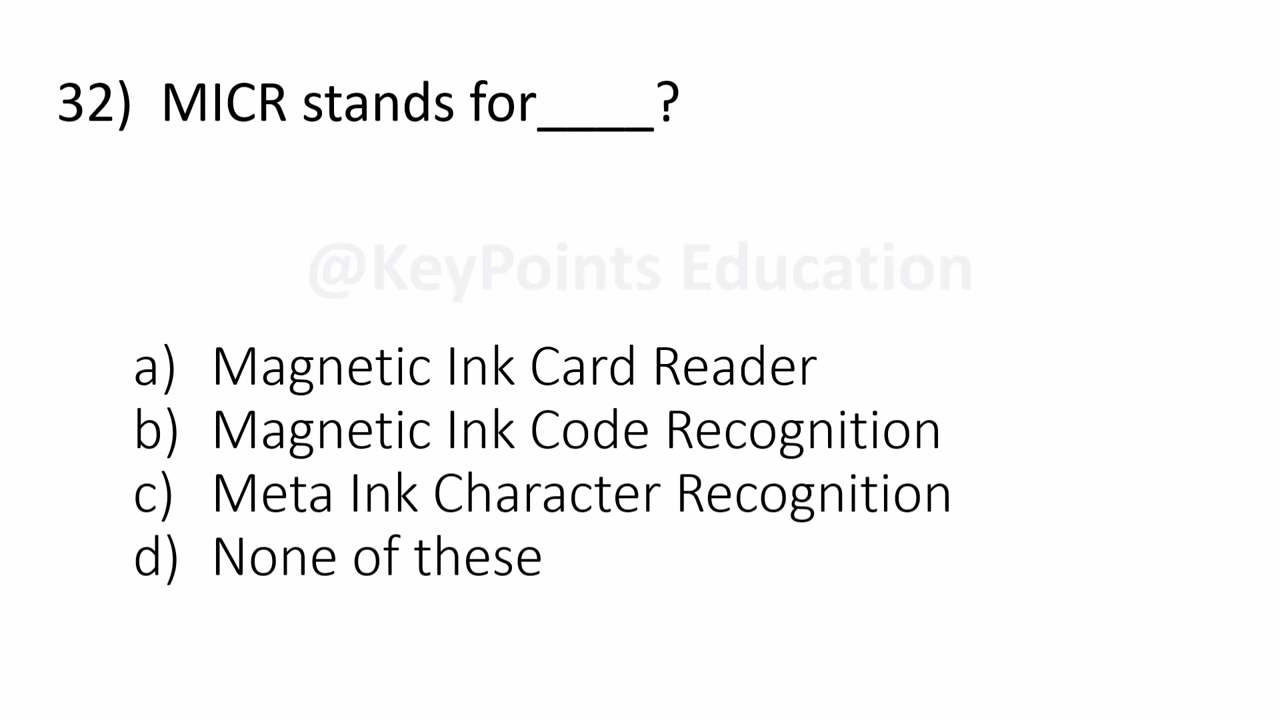 32) MICR stands for____?
@KeyPoints Education
a) Magnetic Ink Card Reader
b) Magnetic Ink Code Recognition
c) Meta Ink Character Recognition
d) None of these